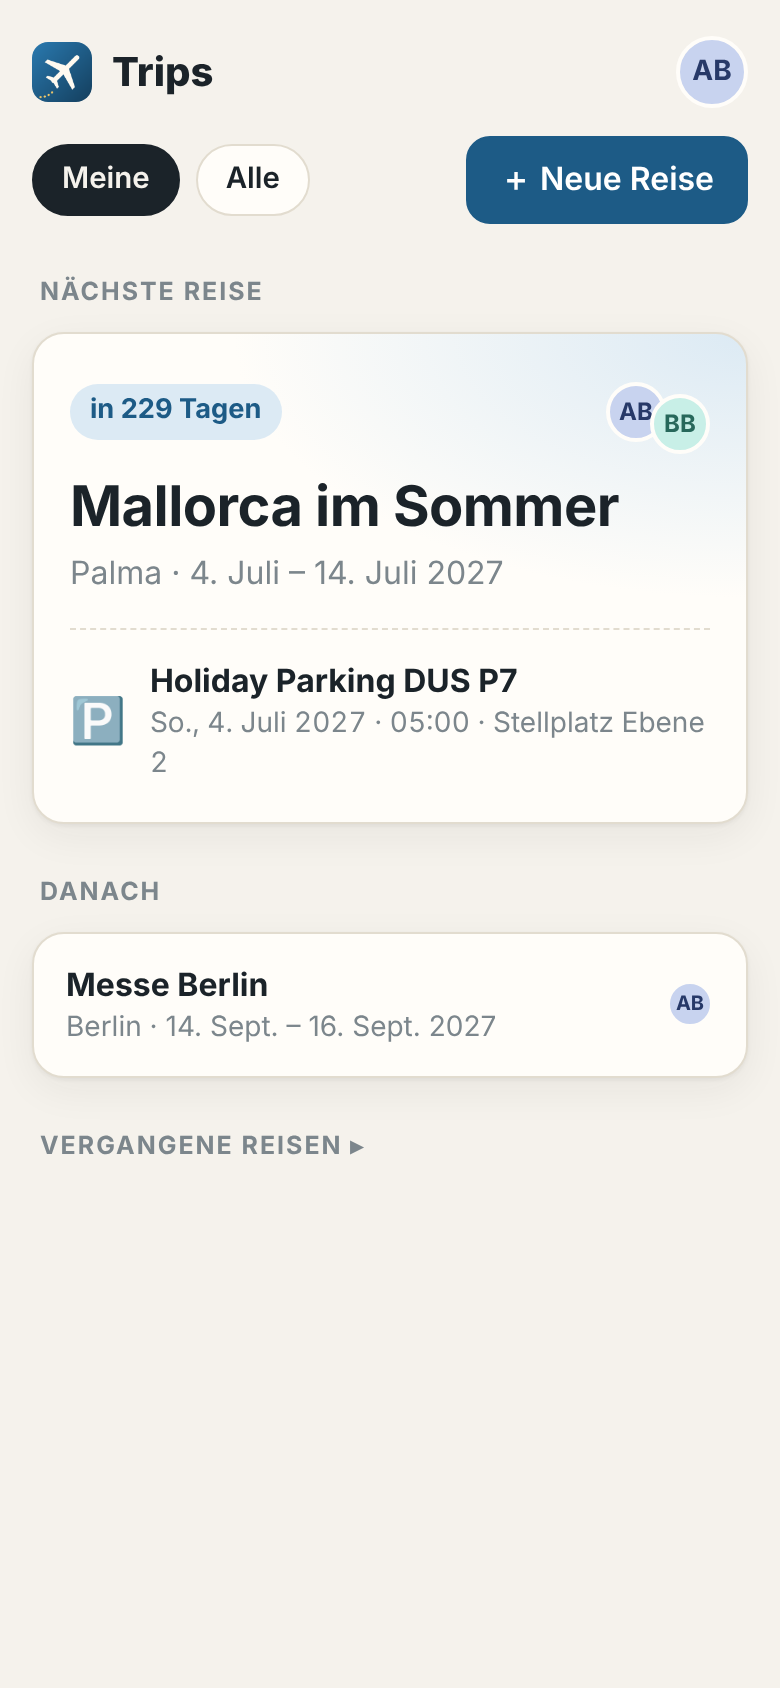 Trips
AB
Meine
Alle
+ Neue Reise
NÄCHSTE REISE
in 229 Tagen
AB
BB
Mallorca im Sommer
Palma · 4. Juli – 14. Juli 2027
P
Holiday Parking DUS P7
So., 4. Juli 2027 · 05:00 · Stellplatz Ebene
2
DANACH
Messe Berlin
Berlin · 14. Sept. – 16. Sept. 2027
AB
VERGANGENE REISEN ▸